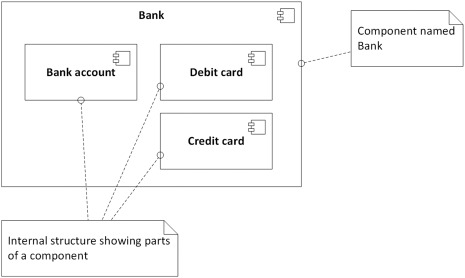 Bank
Component named
Bank
Bank account
Debit card
Credit card
Internal structure showing parts
of a component